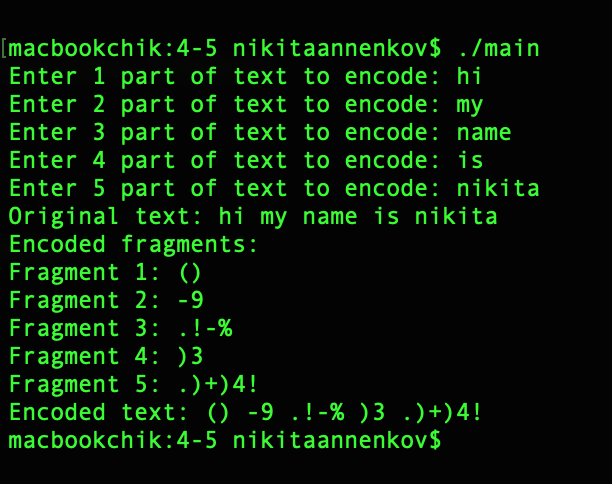 [macbookchik:4-5 nikitaannenkov$ ./main
Enter 1 part of text to encode: hi
Enter 2 part of text to encode: my
Enter 3 part of text to encode: name
Enter 4 part of text to encode: is
Enter 5 part of text to encode: nikita
Original text: hi my name is nikita
Encoded fragments:
Fragment 1: ()
Fragment 2: -9
Fragment 3: .!-%
Fragment 4: )3
Fragment 5: .)+)4!
Encoded text: () -9 .!-% )3 .)+)4!
macbookchik:4-5 nikitaannenkov$